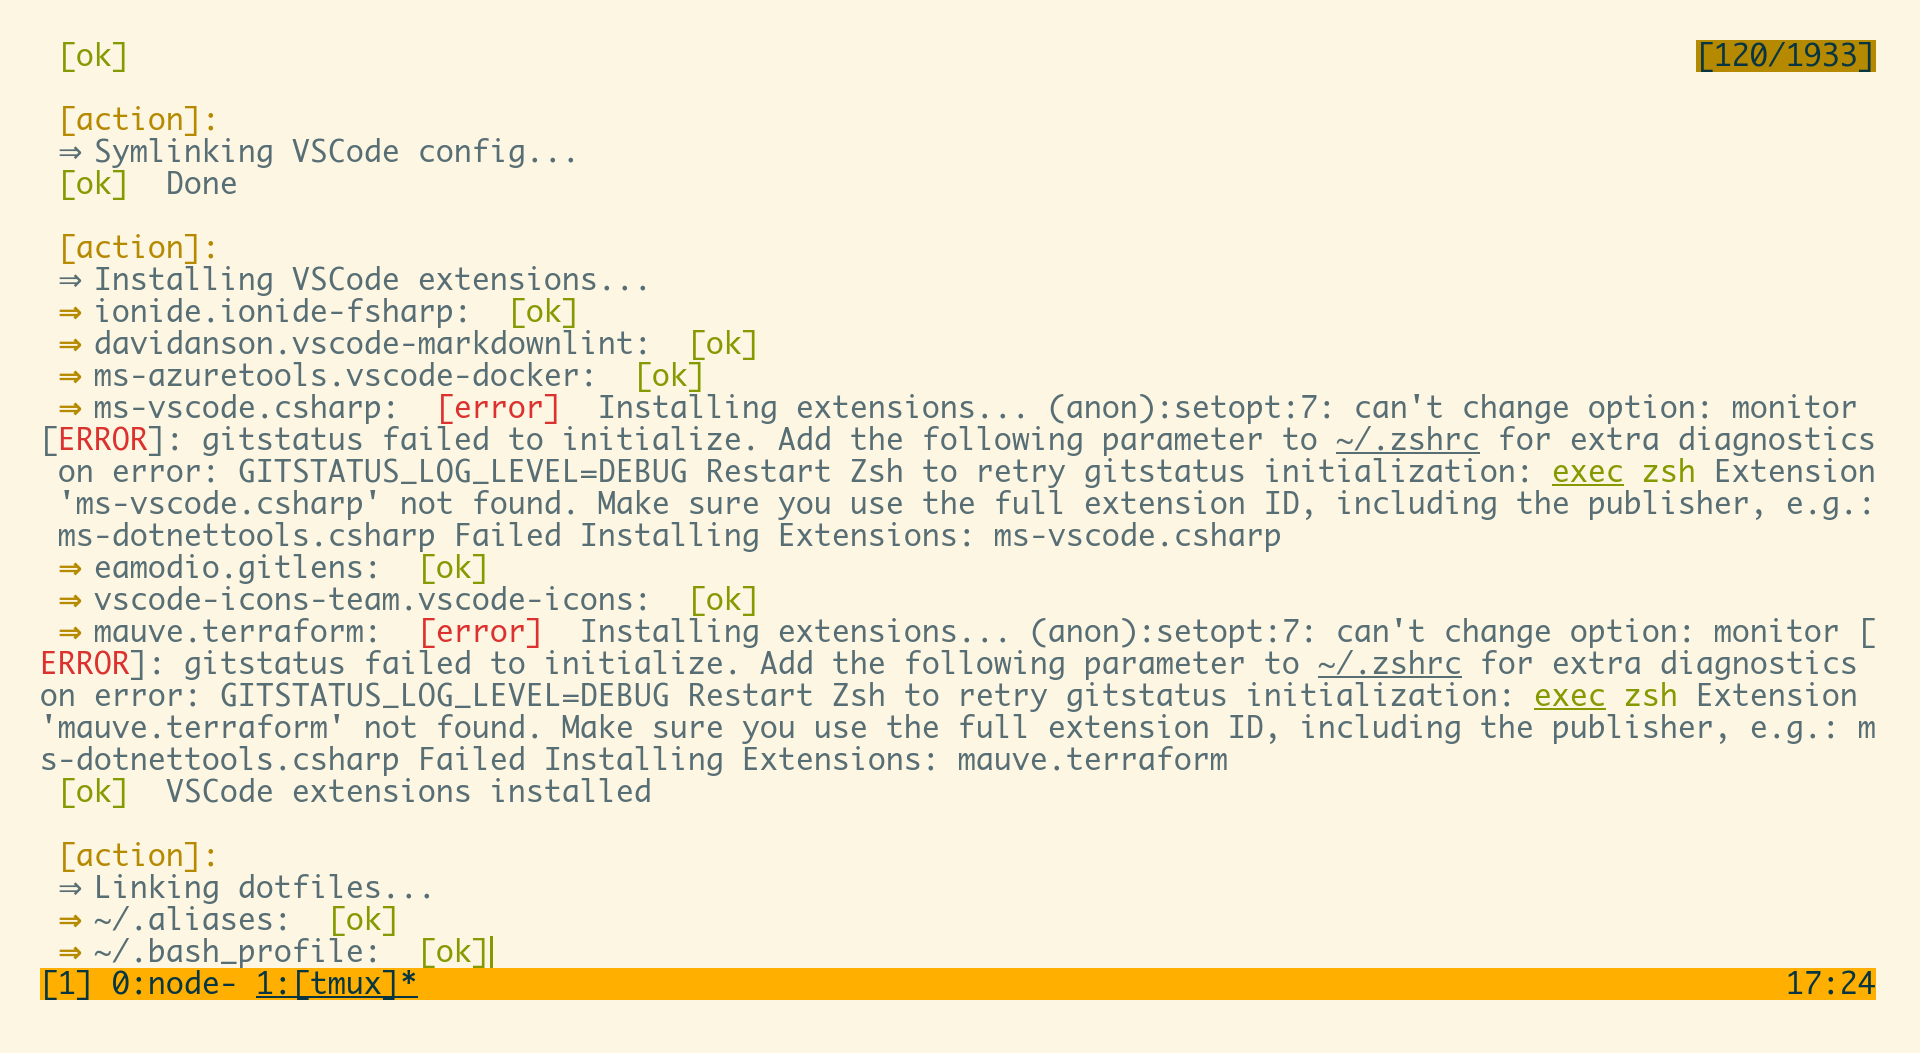 [ok] [120/1933]
[action]:
⇒ Symlinking VSCode config...
[ok]  Done
[action]:
⇒ Installing VSCode extensions...
⇒ ionide.ionide-fsharp:  [ok]
⇒ davidanson.vscode-markdownlint:  [ok]
⇒ ms-azuretools.vscode-docker:  [ok]
⇒ ms-vscode.csharp:  [error]  Installing extensions... (anon):setopt:7: can't change option: monitor
[ERROR]: gitstatus failed to initialize. Add the following parameter to ~/.zshrc for extra diagnostics
on error: GITSTATUS_LOG_LEVEL=DEBUG Restart Zsh to retry gitstatus initialization: exec zsh Extension
'ms-vscode.csharp' not found. Make sure you use the full extension ID, including the publisher, e.g.:
ms-dotnettools.csharp Failed Installing Extensions: ms-vscode.csharp
⇒ eamodio.gitlens:  [ok]
⇒ vscode-icons-team.vscode-icons:  [ok]
⇒ mauve.terraform:  [error]  Installing extensions... (anon):setopt:7: can't change option: monitor [
ERROR]: gitstatus failed to initialize. Add the following parameter to ~/.zshrc for extra diagnostics
on error: GITSTATUS_LOG_LEVEL=DEBUG Restart Zsh to retry gitstatus initialization: exec zsh Extension
'mauve.terraform' not found. Make sure you use the full extension ID, including the publisher, e.g.: m
s-dotnettools.csharp Failed Installing Extensions: mauve.terraform
[ok]  VSCode extensions installed
[action]:
⇒ Linking dotfiles...
⇒ ~/.aliases:  [ok]
⇒ ~/.bash_profile:  [ok]
[1] 0:node- 1:[tmux]* 17:24